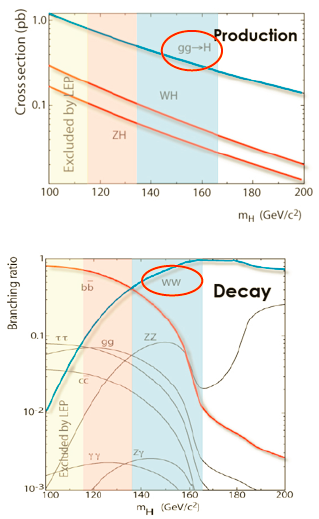 Production
Cross section (pb)
1.0
0.1
gg→H
WH
ZH
Excluded by LEP
100 120 140 160 180 200
mH (GeV/c²)
Decay
Branching ratio
1
0.1
10-2
10-3
bb̄
WW
ττ
gg
cc
ZZ
γγ
Zγ
Excluded by LEP
100 120 140 160 180 200
mH (GeV/c²)